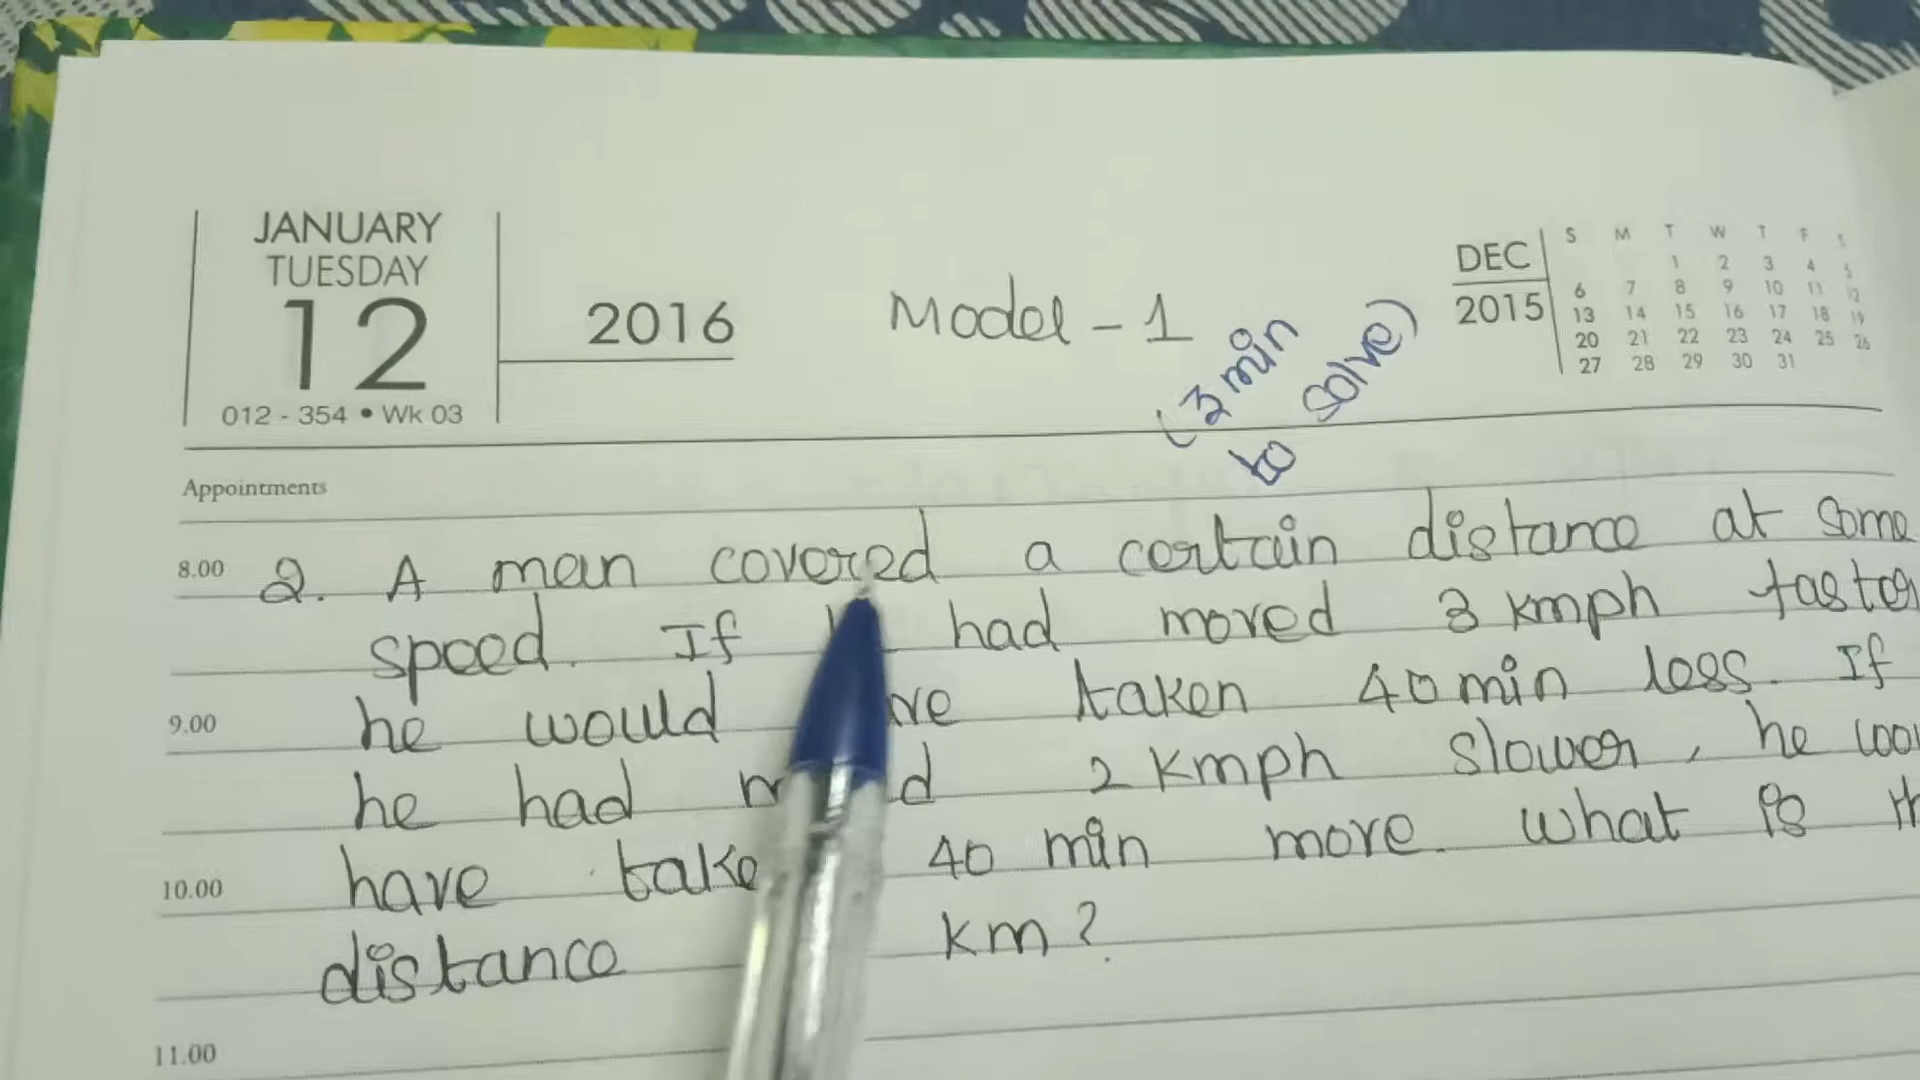 JANUARY
TUESDAY
12
012 - 354 • Wk 03
2016
Model - 1
(3 min
to solve)
DEC
2015
S M T W T F S
1 2 3 4 5
6 7 8 9 10 11 12
13 14 15 16 17 18 19
20 21 22 23 24 25 26
27 28 29 30 31
Appointments
8.00
2. A man covered a certain distance at some
speed. If had moved 3 kmph faster
9.00
he would taken 40 min less. If
he had 2 kmph slower, he
10.00
have 40 min more. what is
distance km?
11.00